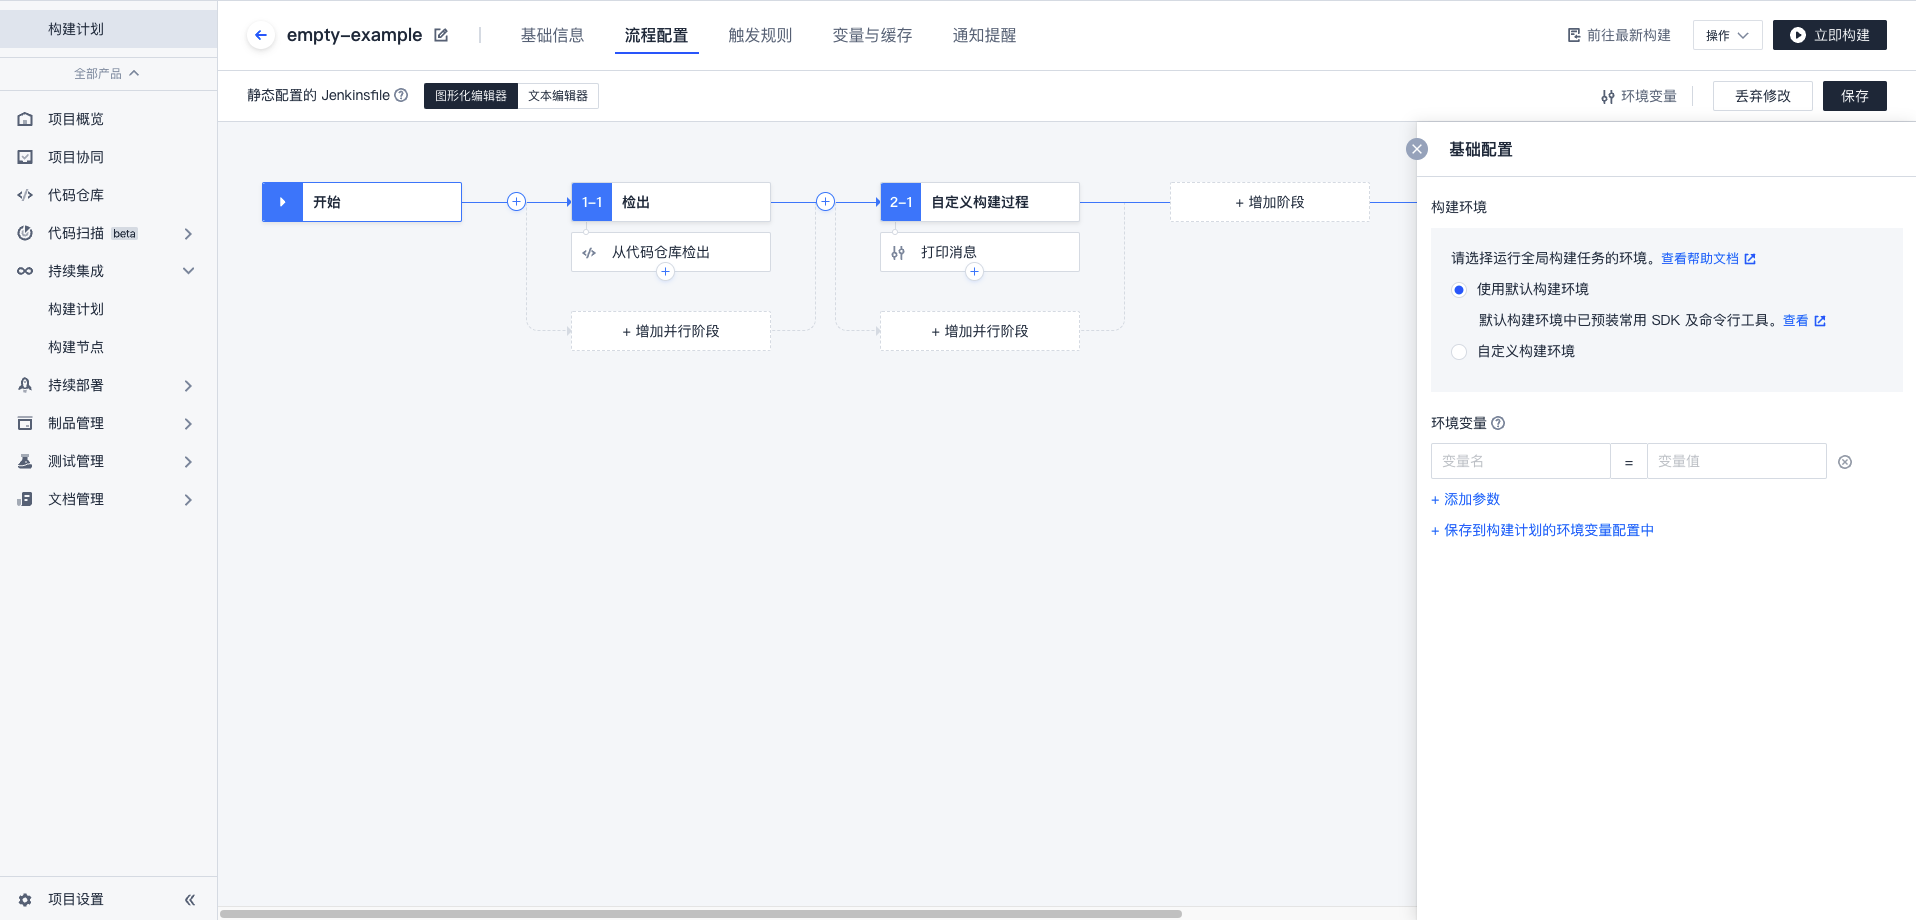 构建计划
全部产品
项目概览
项目协同
代码仓库
代码扫描 beta
持续集成
构建计划
构建节点
持续部署
制品管理
测试管理
文档管理
项目设置
empty-example
基础信息
流程配置
触发规则
变量与缓存
通知提醒
前往最新构建
操作
立即构建
静态配置的 Jenkinsfile
图形化编辑器
文本编辑器
环境变量
丢弃修改
保存
开始
1-1 检出
从代码仓库检出
+ 增加并行阶段
2-1 自定义构建过程
打印消息
+ 增加并行阶段
+ 增加阶段
基础配置
构建环境
请选择运行全局构建任务的环境。查看帮助文档
使用默认构建环境
默认构建环境中已预装常用 SDK 及命令行工具。查看
自定义构建环境
环境变量
变量名 = 变量值
+ 添加参数
+ 保存到构建计划的环境变量配置中